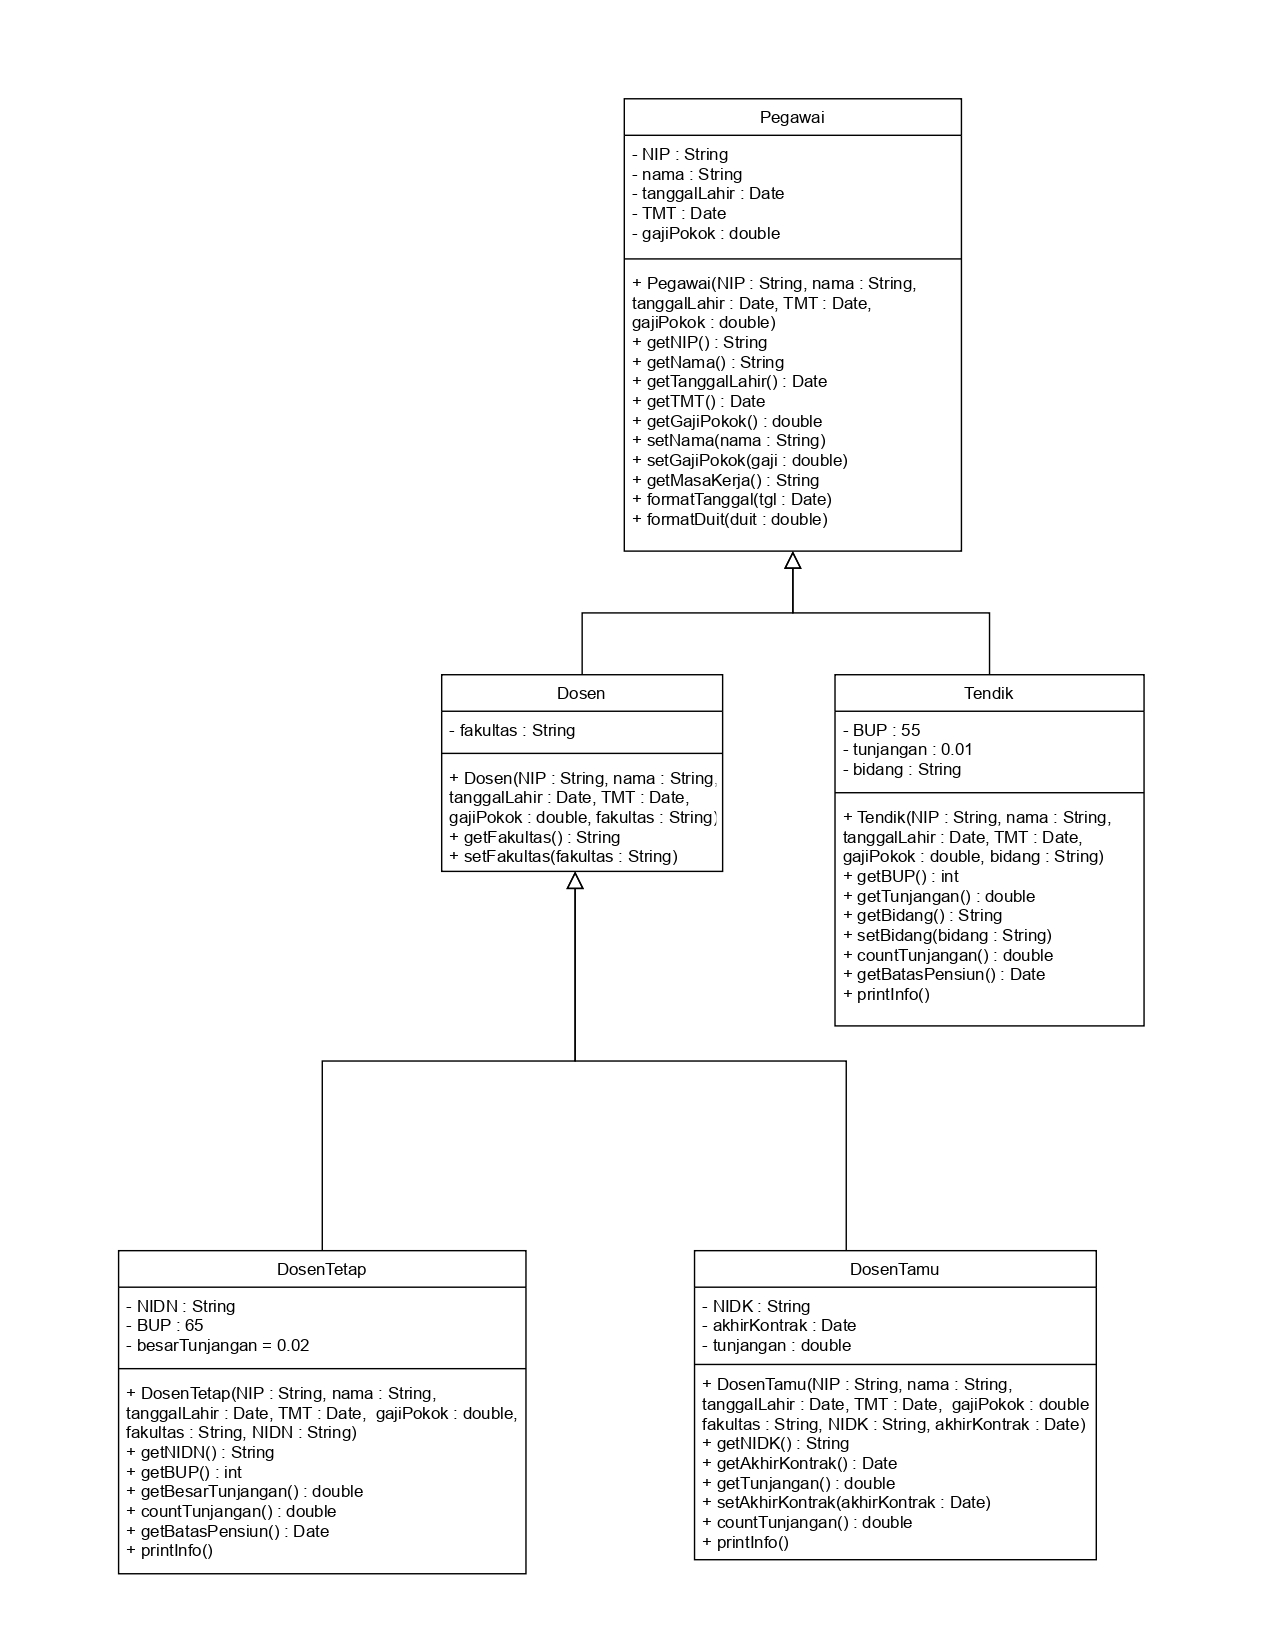 Pegawai
- NIP : String
- nama : String
- tanggalLahir : Date
- TMT : Date
- gajiPokok : double
+ Pegawai(NIP : String, nama : String,
tanggalLahir : Date, TMT : Date,
gajiPokok : double)
+ getNIP() : String
+ getNama() : String
+ getTanggalLahir() : Date
+ getTMT() : Date
+ getGajiPokok() : double
+ setNama(nama : String)
+ setGajiPokok(gaji : double)
+ getMasaKerja() : String
+ formatTanggal(tgl : Date)
+ formatDuit(duit : double)
Dosen
- fakultas : String
+ Dosen(NIP : String, nama : String,
tanggalLahir : Date, TMT : Date,
gajiPokok : double, fakultas : String)
+ getFakultas() : String
+ setFakultas(fakultas : String)
Tendik
- BUP : 55
- tunjangan : 0.01
- bidang : String
+ Tendik(NIP : String, nama : String,
tanggalLahir : Date, TMT : Date,
gajiPokok : double, bidang : String)
+ getBUP() : int
+ getTunjangan() : double
+ getBidang() : String
+ setBidang(bidang : String)
+ countTunjangan() : double
+ getBatasPensiun() : Date
+ printInfo()
DosenTetap
- NIDN : String
- BUP : 65
- besarTunjangan = 0.02
+ DosenTetap(NIP : String, nama : String,
tanggalLahir : Date, TMT : Date,  gajiPokok : double,
fakultas : String, NIDN : String)
+ getNIDN() : String
+ getBUP() : int
+ getBesarTunjangan() : double
+ countTunjangan() : double
+ getBatasPensiun() : Date
+ printInfo()
DosenTamu
- NIDK : String
- akhirKontrak : Date
- tunjangan : double
+ DosenTamu(NIP : String, nama : String,
tanggalLahir : Date, TMT : Date,  gajiPokok : double
fakultas : String, NIDK : String, akhirKontrak : Date)
+ getNIDK() : String
+ getAkhirKontrak() : Date
+ getTunjangan() : double
+ setAkhirKontrak(akhirKontrak : Date)
+ countTunjangan() : double
+ printInfo()